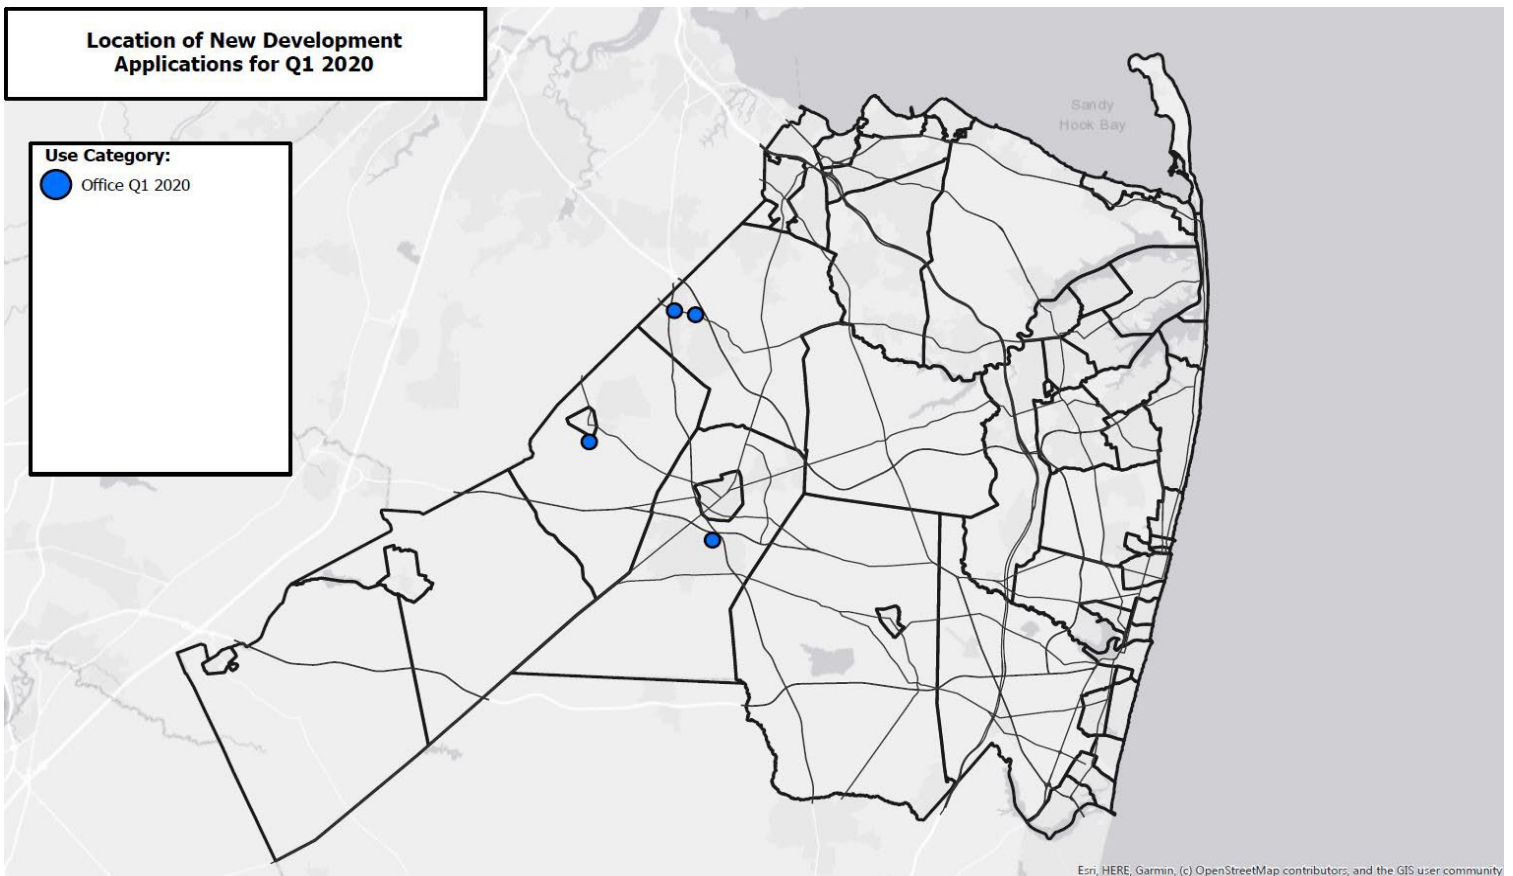 Location of New Development
Applications for Q1 2020
Use Category:
Office Q1 2020
Sandy
Hook Bay
Esri, HERE, Garmin, (c) OpenStreetMap contributors, and the GIS user community